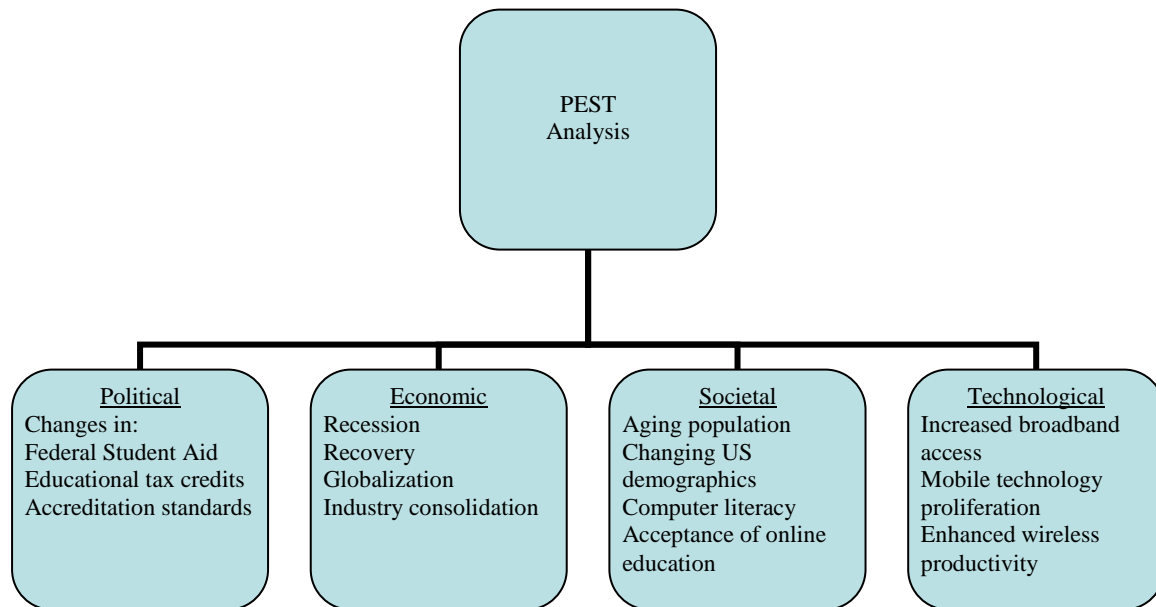 PEST
Analysis
Political
Changes in:
Federal Student Aid
Educational tax credits
Accreditation standards
Economic
Recession
Recovery
Globalization
Industry consolidation
Societal
Aging population
Changing US
demographics
Computer literacy
Acceptance of online
education
Technological
Increased broadband
access
Mobile technology
proliferation
Enhanced wireless
productivity